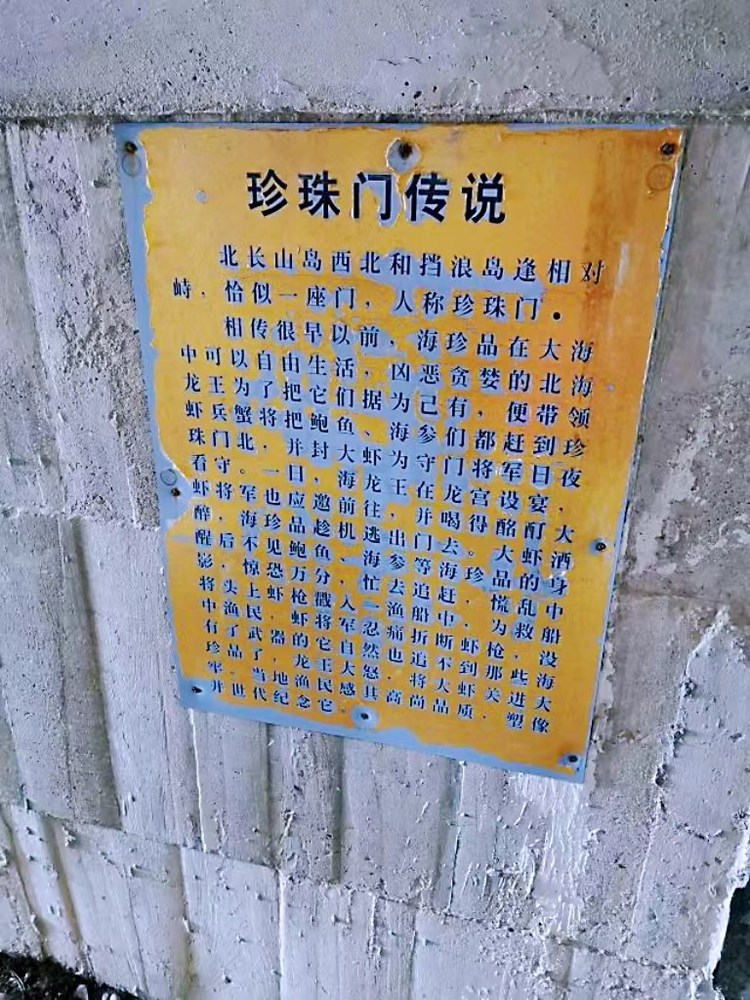 珍珠门传说
北长山岛西北和挡浪岛逢相对
峙，恰似一座门，人称珍珠门．
相传很早以前，海珍品在大海
中可以自由生活，凶恶贪婪的北海
龙王为了把它们据为己有，便带领
虾兵蟹将把鲍鱼、海参们都赶到珍
珠门北，并封大虾为守门将军日夜
看守。一日，海龙王在龙宫设宴，
虾将军也应邀前往，并喝得酩酊大
醉，海珍品趁机逃出门去。大虾酒
醒后不见鲍鱼、海参等海珍品的身
影，惊恐万分，忙去追赶，慌乱中
将头上虾枪戳入一渔船中，为救船
中渔民，虾将军忍痛折断虾枪，没
有了武器的它自然也追不到那些海
珍品了，龙王大怒，将大虾关进大
牢，当地渔民感其高尚品质，塑像
并世代纪念它。